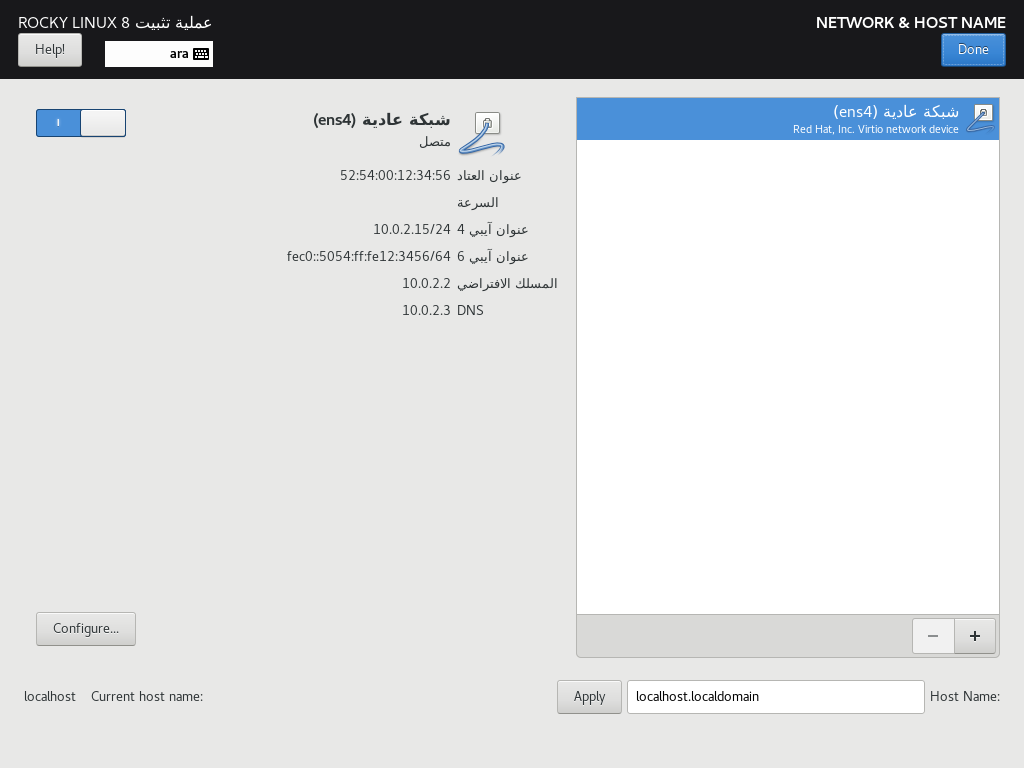 NETWORK & HOST NAME
عملية تثبيت ROCKY LINUX 8
Done
ara
Help!
شبكة عادية (ens4)
Red Hat, Inc. Virtio network device
شبكة عادية (ens4)
متصل
عنوان العتاد 52:54:00:12:34:56
السرعة
عنوان آيبي 4 10.0.2.15/24
عنوان آيبي 6 fec0::5054:ff:fe12:3456/64
المسلك الافتراضي 10.0.2.2
DNS 10.0.2.3
+ −
Configure...
Host Name: localhost.localdomain Apply
Current host name: localhost